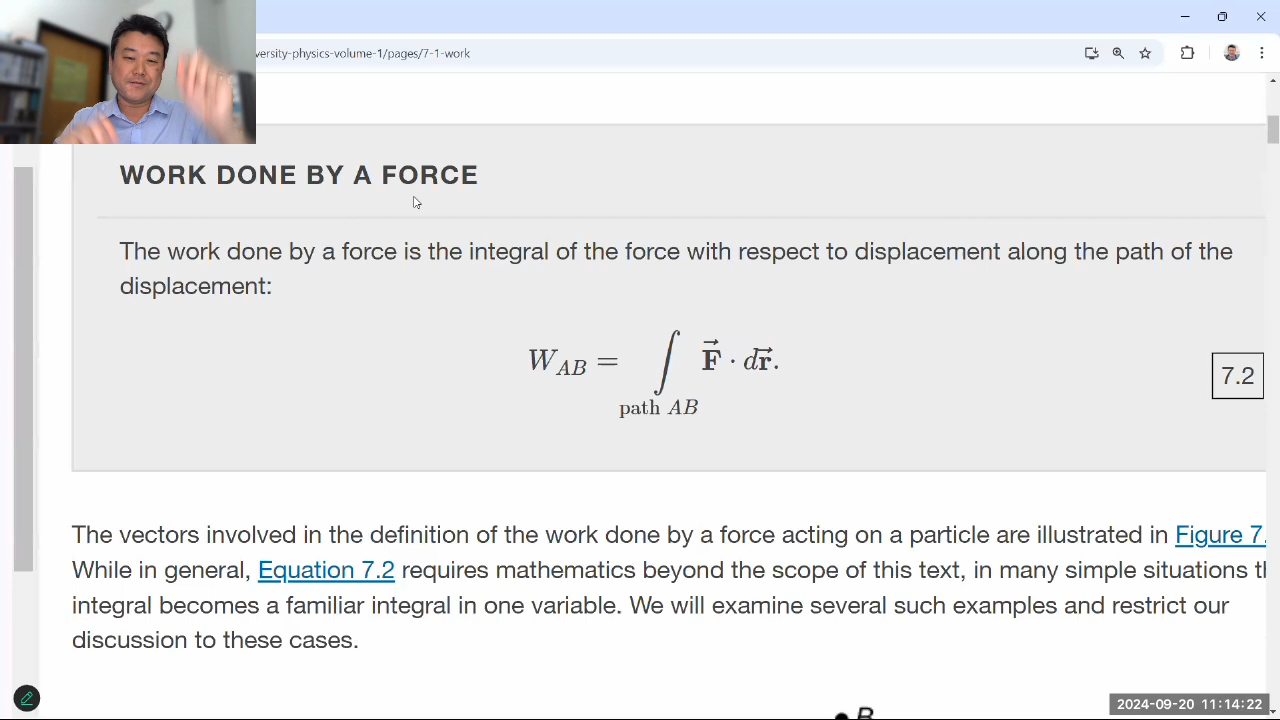 versity-physics-volume-1/pages/7-1-work
WORK DONE BY A FORCE
The work done by a force is the integral of the force with respect to displacement along the path of the
displacement:
W_{AB} = ∫_{path AB} \vec{F} · d\vec{r}.
7.2
The vectors involved in the definition of the work done by a force acting on a particle are illustrated in Figure 7.
While in general, Equation 7.2 requires mathematics beyond the scope of this text, in many simple situations th
integral becomes a familiar integral in one variable. We will examine several such examples and restrict our
discussion to these cases.
B
2024-09-20 11:14:22